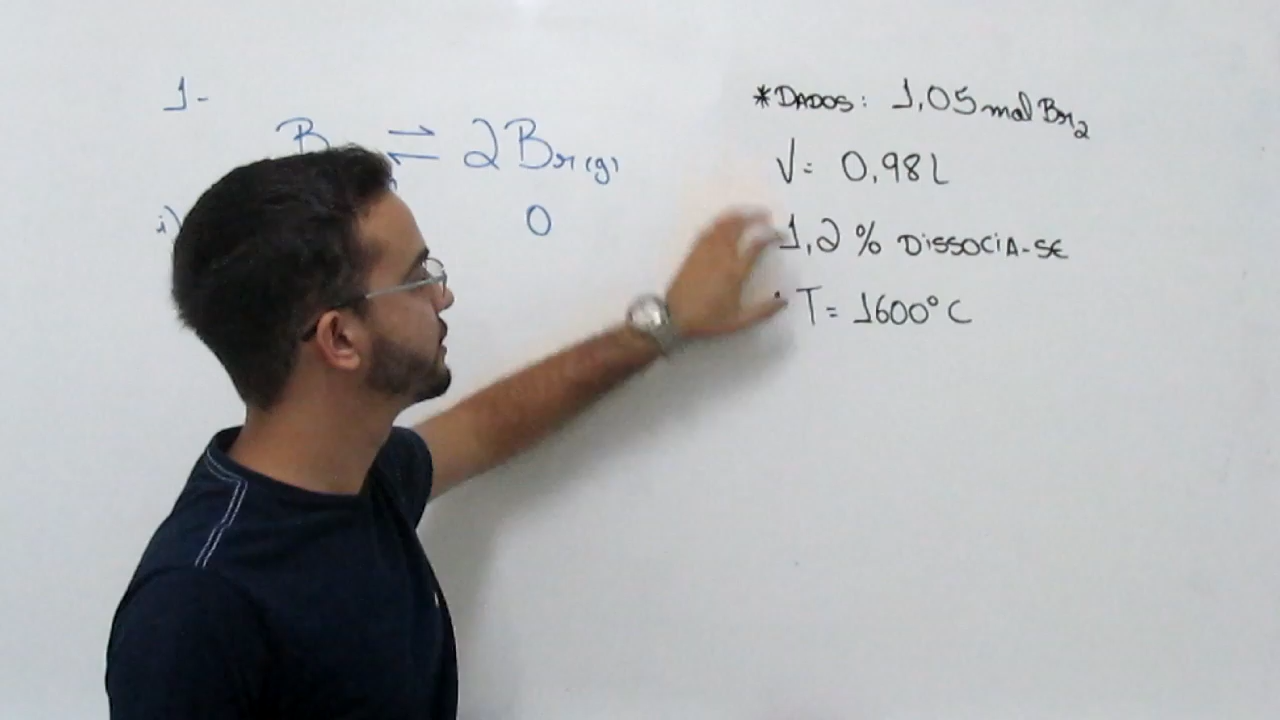 1-
B ⇌ 2Br(g)
i) 0
*DADOS: 1,05 mol Br2
V= 0,98L
1,2 % DISSOCIA-SE
T= 1600°C